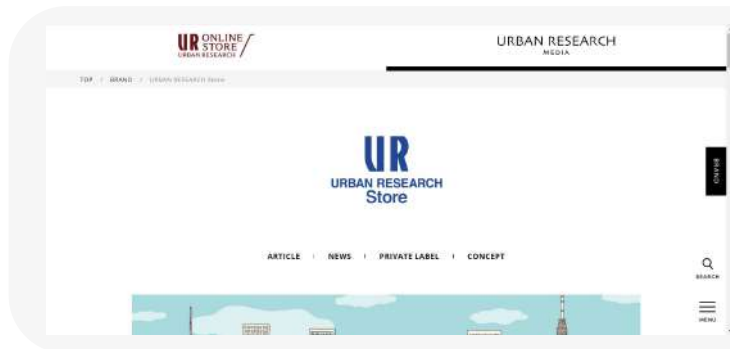 UR ONLINE
STORE
URBAN RESEARCH
URBAN RESEARCH
MEDIA
TOP / BRAND / URBAN RESEARCH Store
UR
URBAN RESEARCH
Store
BRAND
ARTICLE | NEWS | PRIVATE LABEL | CONCEPT
SEARCH
MENU